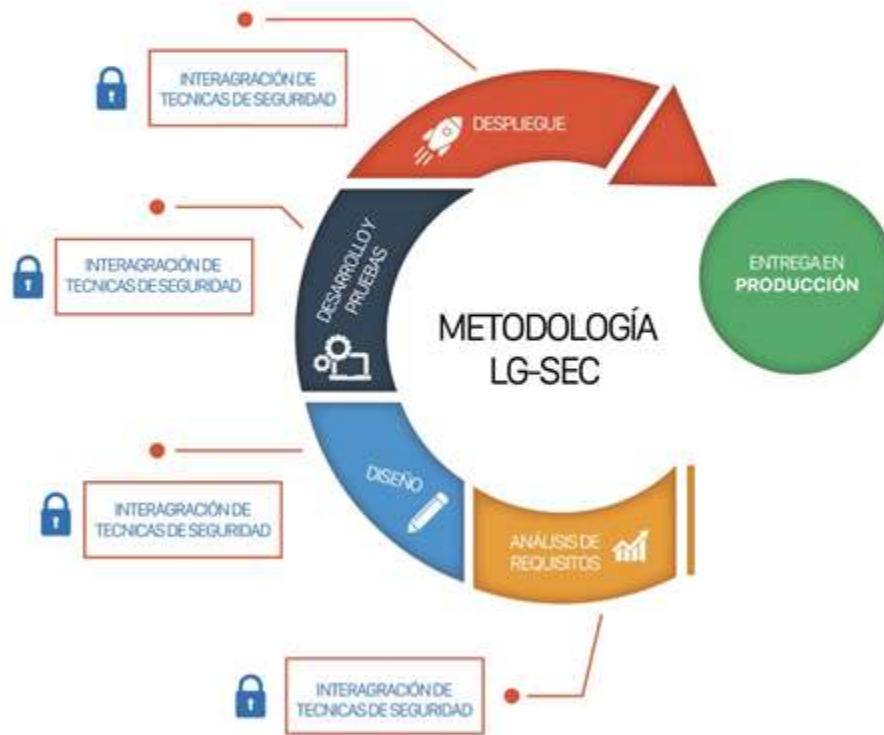 INTERAGRACIÓN DE
TECNICAS DE SEGURIDAD
DESPLIEGUE
INTERAGRACIÓN DE
TECNICAS DE SEGURIDAD
DESARROLLO Y
PRUEBAS
ENTREGA EN
PRODUCCIÓN
METODOLOGÍA
LG-SEC
DISEÑO
INTERAGRACIÓN DE
TECNICAS DE SEGURIDAD
ANÁLISIS DE
REQUISITOS
INTERAGRACIÓN DE
TECNICAS DE SEGURIDAD